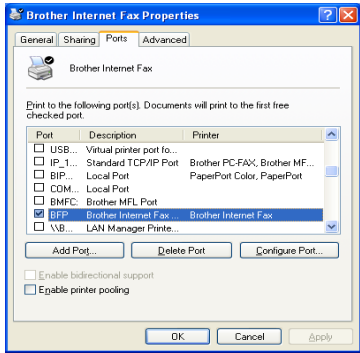 Brother Internet Fax Properties
General Sharing Ports Advanced
Brother Internet Fax
Print to the following port(s). Documents will print to the first free
checked port.
Port Description Printer
USB... Virtual printer port fo...
IP_1... Standard TCP/IP Port Brother PC-FAX, Brother MF...
BIP... Local Port PaperPort Color, PaperPort
COM... Local Port
BMFC: Brother MFL Port
BFP Brother Internet Fax ... Brother Internet Fax
\\B... LAN Manager Printe...
Add Port... Delete Port Configure Port...
Enable bidirectional support
Enable printer pooling
OK Cancel Apply